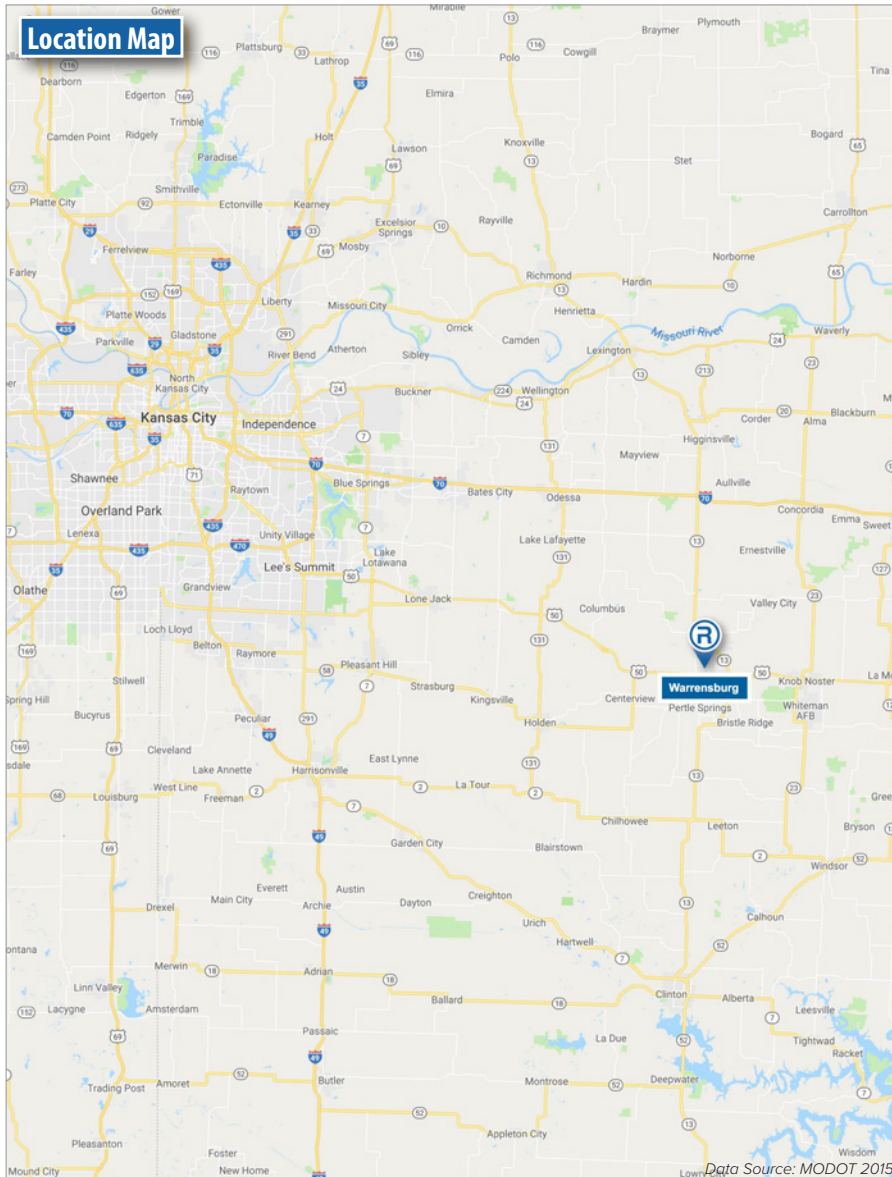 Location Map
Mirabile
Gower
Plattsburg
Lathrop
Polo
Cowgill
Braymer
Plymouth
Tina
Dearborn
Edgerton
Trimble
Elmira
Camden Point
Ridgely
Holt
Lawson
Knoxville
Stet
Bogard
Paradise
Smithville
Platte City
Ectonville
Kearney
Excelsior Springs
Rayville
Carrollton
Ferrelview
Mosby
Norborne
Farley
Liberty
Missouri City
Richmond
Hardin
Platte Woods
Henrietta
Parkville
Gladstone
Orrick
Camden
Missouri River
Waverly
River Bend
Atherton
Sibley
Lexington
North Kansas City
Buckner
Wellington
Kansas City
Independence
Corder
Alma
Blackburn
Higginsville
Mayview
Shawnee
Raytown
Blue Springs
Bates City
Odessa
Aullville
Overland Park
Concordia
Emma
Sweet
Lenexa
Unity Village
Lake Lafayette
Ernestville
Lee's Summit
Lake Lotawana
Olathe
Grandview
Lone Jack
Columbus
Valley City
Loch Lloyd
Belton
Raymore
R
Pleasant Hill
Strasburg
Kingsville
Warrensburg
Centerview
Pertle Springs
Knob Noster
La Mo
Whiteman AFB
Spring Hill
Stilwell
Bucyrus
Peculiar
Holden
Bristle Ridge
Cleveland
East Lynne
Lake Annette
Harrisonville
La Tour
Louisburg
West Line
Freeman
Chilhowee
Leeton
Bryson
Gree
Garden City
Blairstown
Windsor
Everett
Austin
Main City
Archie
Dayton
Creighton
Drexel
Urich
Calhoun
Hartwell
Merwin
Adrian
Linn Valley
Lacygne
Amsterdam
Ballard
Clinton
Alberta
Leesville
Passaic
La Due
Tightwad
Racket
Trading Post
Amoret
Butler
Montrose
Deepwater
Appleton City
Pleasanton
Foster
Wisdom
Mound City
New Home
Lowry City
Data Source: MODOT 2015